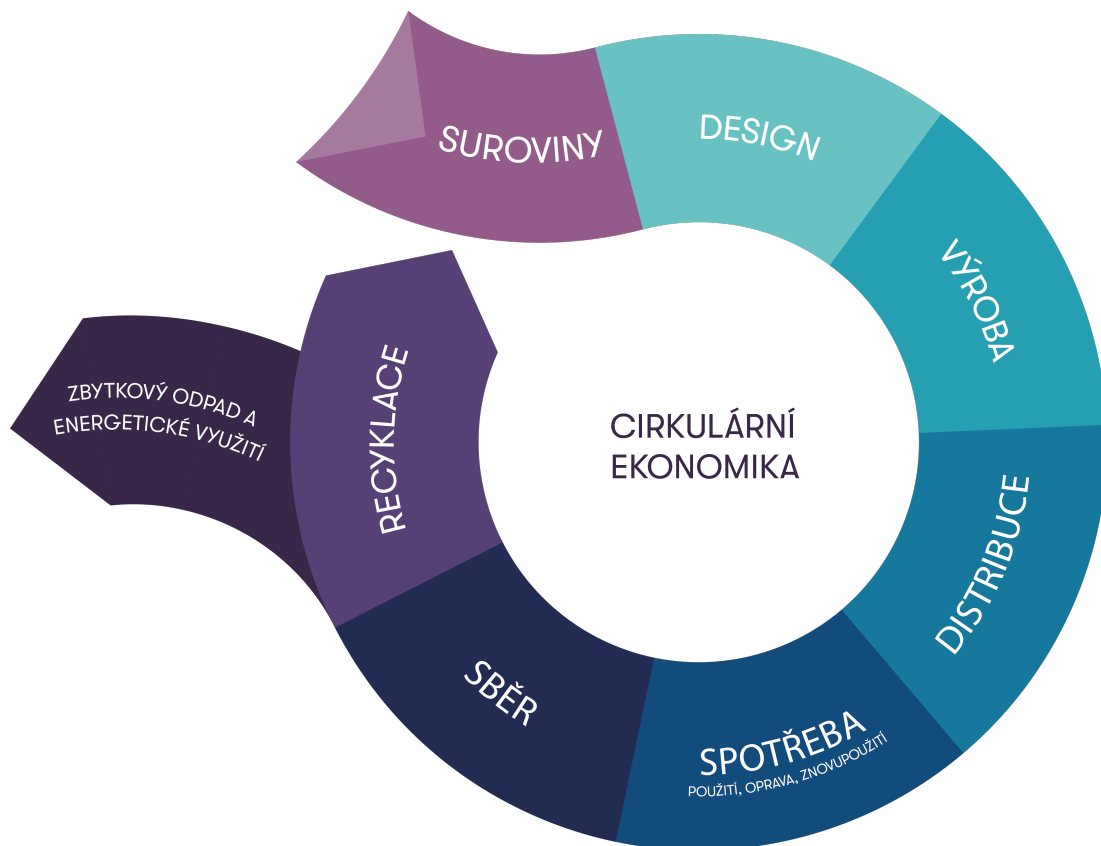 SUROVINY
DESIGN
VÝROBA
DISTRIBUCE
SPOTŘEBA
POUŽITÍ, OPRAVA, ZNOVUPOUŽITÍ
SBĚR
RECYKLACE
ZBYTKOVÝ ODPAD A
ENERGETICKÉ VYUŽITÍ
CIRKULÁRNÍ
EKONOMIKA